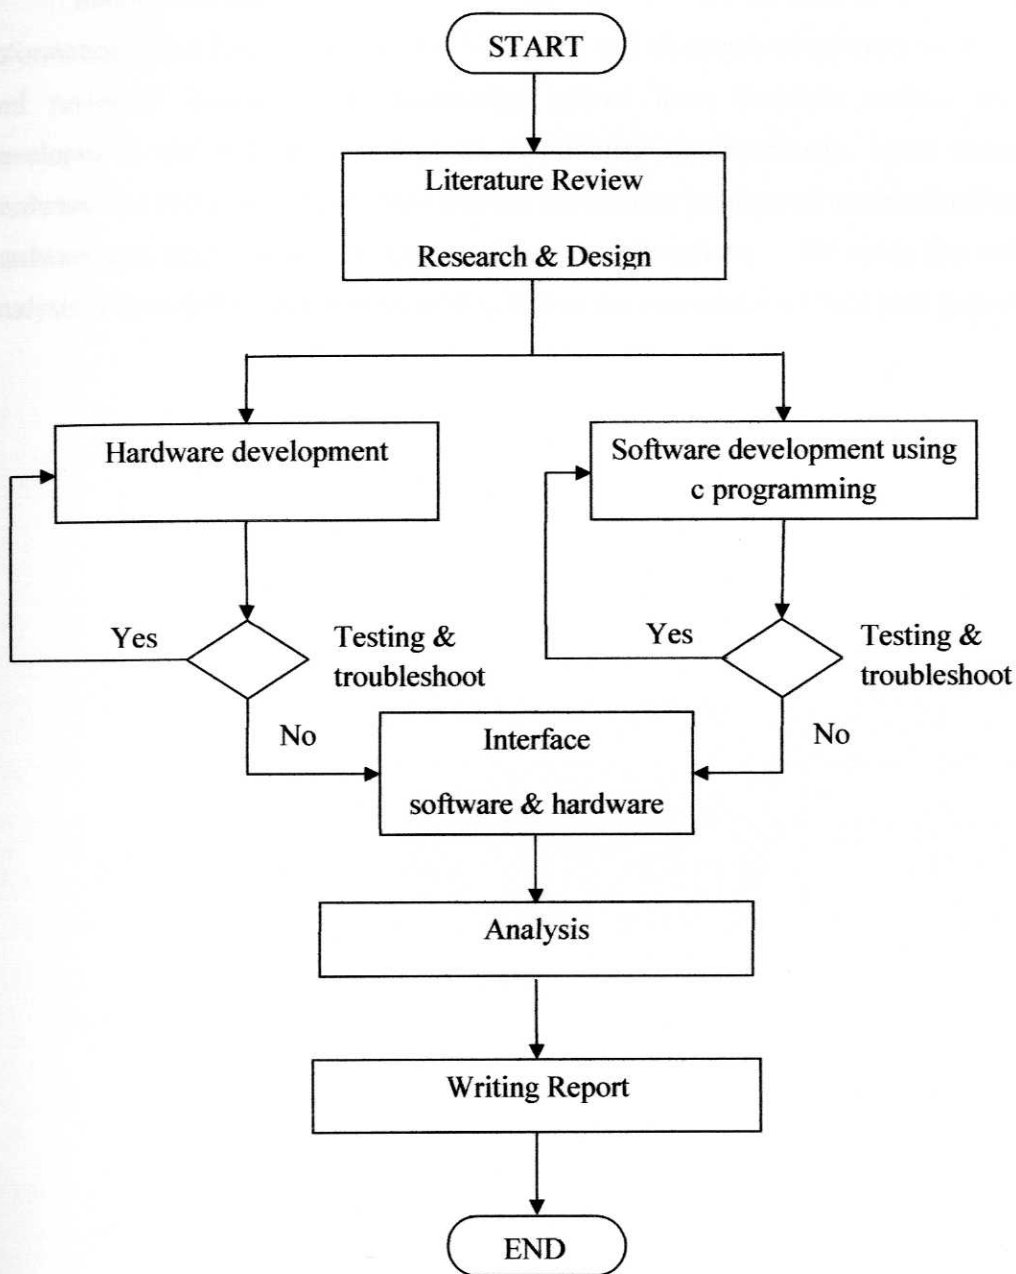 START
Literature Review
Research & Design
Hardware development
Software development using
c programming
Yes
Testing &
troubleshoot
Yes
Testing &
troubleshoot
No
Interface
software & hardware
No
Analysis
Writing Report
END